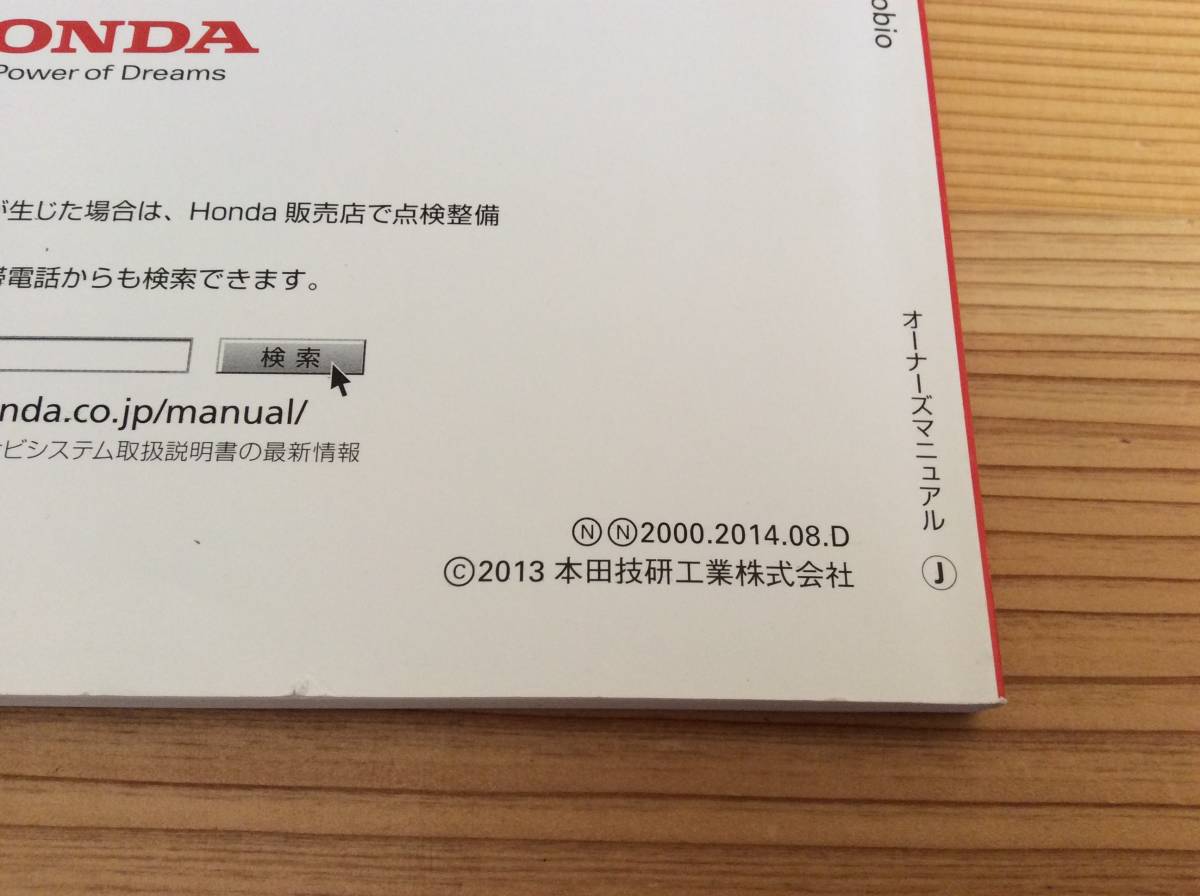 ONDA
Power of Dreams
が生じた場合は、Honda 販売店で点検整備
帯電話からも検索できます。
検索
nda.co.jp/manual/
ビシステム取扱説明書の最新情報
ⓃⓃ2000.2014.08.D
Ⓒ2013 本田技研工業株式会社
obio
オーナーズマニュアル Ⓙ